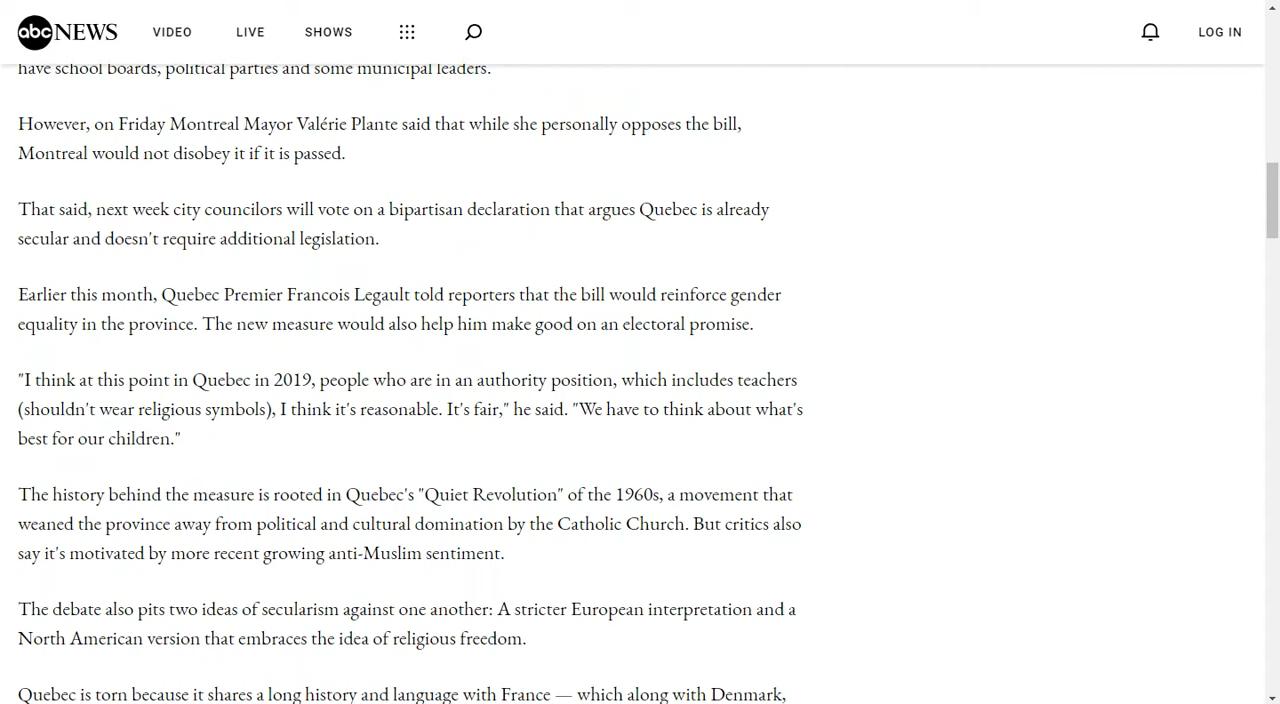 abc NEWS VIDEO LIVE SHOWS LOG IN
have school boards, political parties and some municipal leaders.
However, on Friday Montreal Mayor Valérie Plante said that while she personally opposes the bill,
Montreal would not disobey it if it is passed.
That said, next week city councilors will vote on a bipartisan declaration that argues Quebec is already
secular and doesn't require additional legislation.
Earlier this month, Quebec Premier Francois Legault told reporters that the bill would reinforce gender
equality in the province. The new measure would also help him make good on an electoral promise.
"I think at this point in Quebec in 2019, people who are in an authority position, which includes teachers
(shouldn't wear religious symbols), I think it's reasonable. It's fair," he said. "We have to think about what's
best for our children."
The history behind the measure is rooted in Quebec's "Quiet Revolution" of the 1960s, a movement that
weaned the province away from political and cultural domination by the Catholic Church. But critics also
say it's motivated by more recent growing anti-Muslim sentiment.
The debate also pits two ideas of secularism against one another: A stricter European interpretation and a
North American version that embraces the idea of religious freedom.
Quebec is torn because it shares a long history and language with France — which along with Denmark,